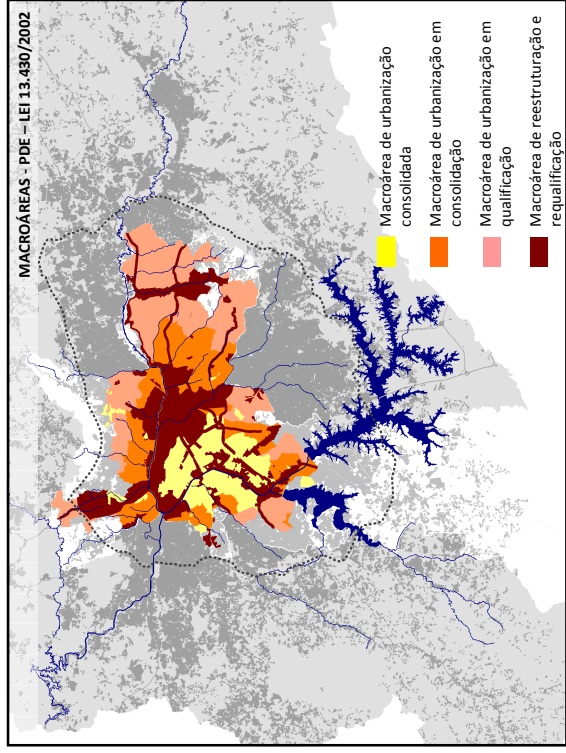 MACROÁREAS - PDE – LEI 13.430/2002
Macroárea de urbanização
consolidada
Macroárea de urbanização em
consolidação
Macroárea de urbanização em
qualificação
Macroárea de reestruturação e
requalificação